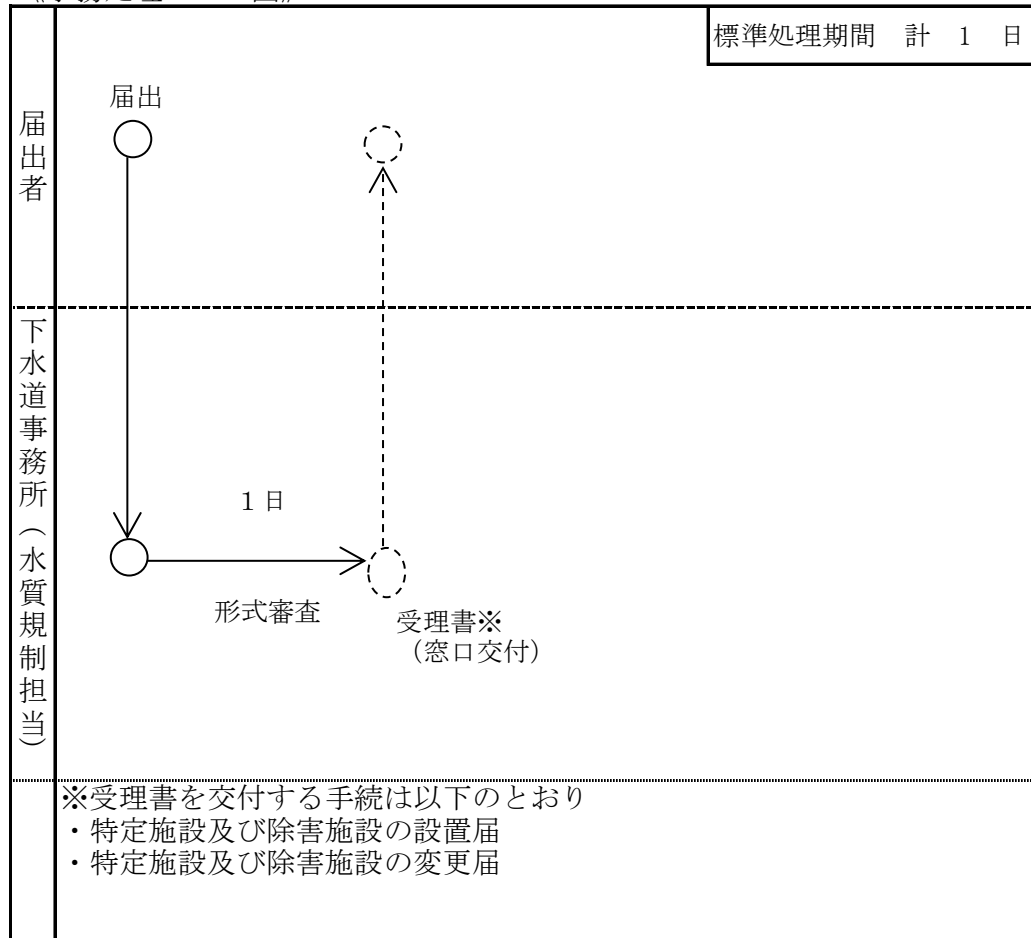 標準処理期間　計　１　日
届出者
届出
下水道事務所（水質規制担当）
１日
形式審査
受理書※
（窓口交付）
※受理書を交付する手続は以下のとおり
・特定施設及び除害施設の設置届
・特定施設及び除害施設の変更届